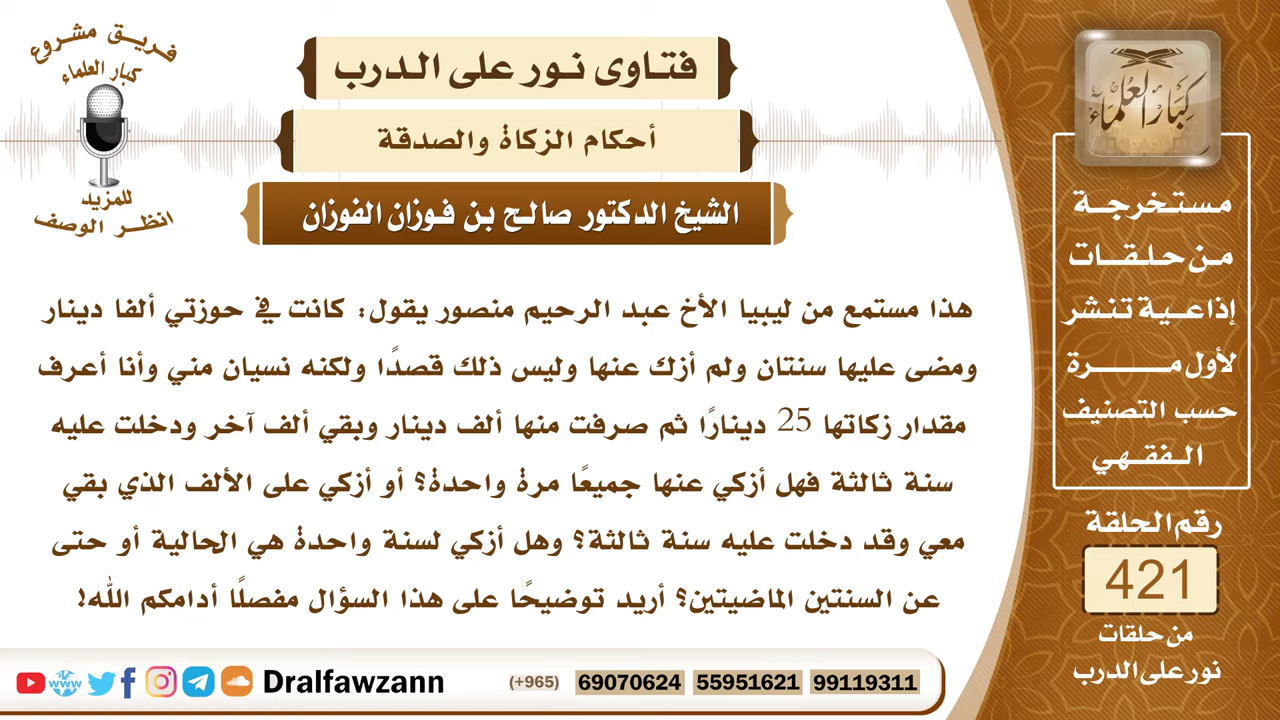 فريق مشروع
كبار العلماء
للمزيد
انظر الوصف
فتاوى نور على الدرب
أحكام الزكاة والصدقة
الشيخ الدكتور صالح بن فوزان الفوزان
هذا مستمع من ليبيا الأخ عبد الرحيم منصور يقول: كانت في حوزتي ألفا دينار
ومضى عليها سنتان ولم أزك عنها وليس ذلك قصدًا ولكنه نسيان مني وأنا أعرف
مقدار زكاتها 25 دينارًا ثم صرفت منها ألف دينار وبقي ألف آخر ودخلت عليه
سنة ثالثة فهل أزكي عنها جميعًا مرة واحدة؟ أو أزكي على الألف الذي بقي
معي وقد دخلت عليه سنة ثالثة؟ وهل أزكي لسنة واحدة هي الحالية أو حتى
عن السنتين الماضيتين؟ أريد توضيحًا على هذا السؤال مفصلًا أدامكم الله!
كبار العلماء
مستخرجة
من حلقات
إذاعية تنشر
لأول مرة
حسب التصنيف
الفقهي
رقم الحلقة
421
من حلقات
نور على الدرب
www
Dralfawzann
(+965) 69070624 55951621 99119311